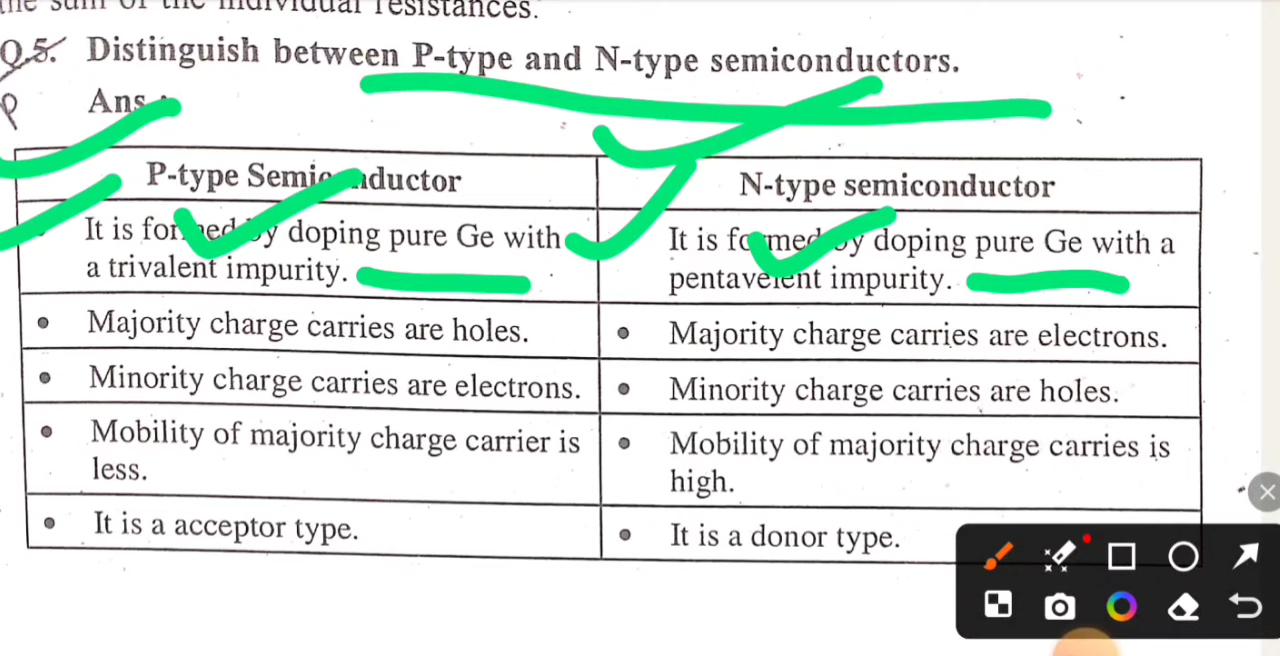 the sum of the individual resistances.
Q.5. Distinguish between P-type and N-type semiconductors.
Ans
P-type Semiconductor
N-type semiconductor
It is formed by doping pure Ge with
a trivalent impurity.
It is formed by doping pure Ge with a
pentavelent impurity.
• Majority charge carries are holes.
• Majority charge carries are electrons.
• Minority charge carries are electrons.
• Minority charge carries are holes.
• Mobility of majority charge carrier is
less.
• Mobility of majority charge carries is
high.
• It is a acceptor type.
• It is a donor type.